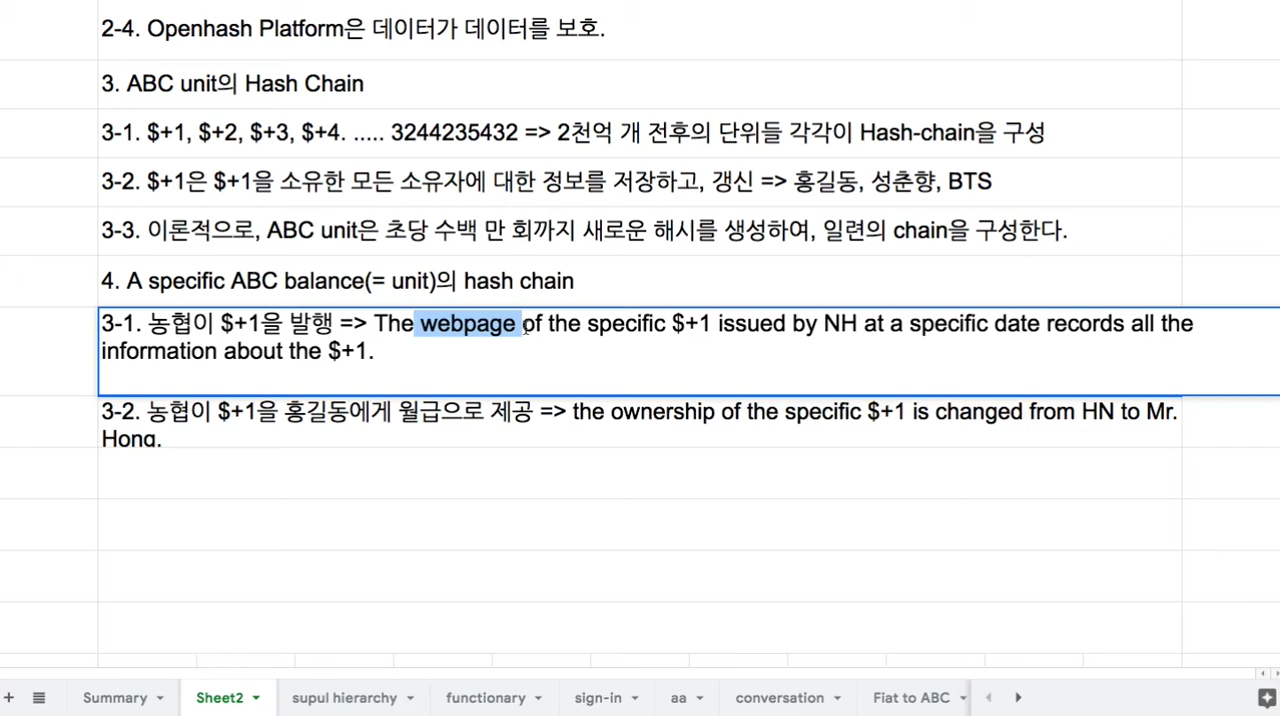 2-4. Openhash Platform은 데이터가 데이터를 보호.
3. ABC unit의 Hash Chain
3-1. $+1, $+2, $+3, $+4. ..... 3244235432 => 2천억 개 전후의 단위들 각각이 Hash-chain을 구성
3-2. $+1은 $+1을 소유한 모든 소유자에 대한 정보를 저장하고, 갱신 => 홍길동, 성춘향, BTS
3-3. 이론적으로, ABC unit은 초당 수백 만 회까지 새로운 해시를 생성하여, 일련의 chain을 구성한다.
4. A specific ABC balance(= unit)의 hash chain
3-1. 농협이 $+1을 발행 => The webpage of the specific $+1 issued by NH at a specific date records all the
information about the $+1.
3-2. 농협이 $+1을 홍길동에게 월급으로 제공 => the ownership of the specific $+1 is changed from HN to Mr.
Hong.
Summary
Sheet2
supul hierarchy
functionary
sign-in
aa
conversation
Fiat to ABC